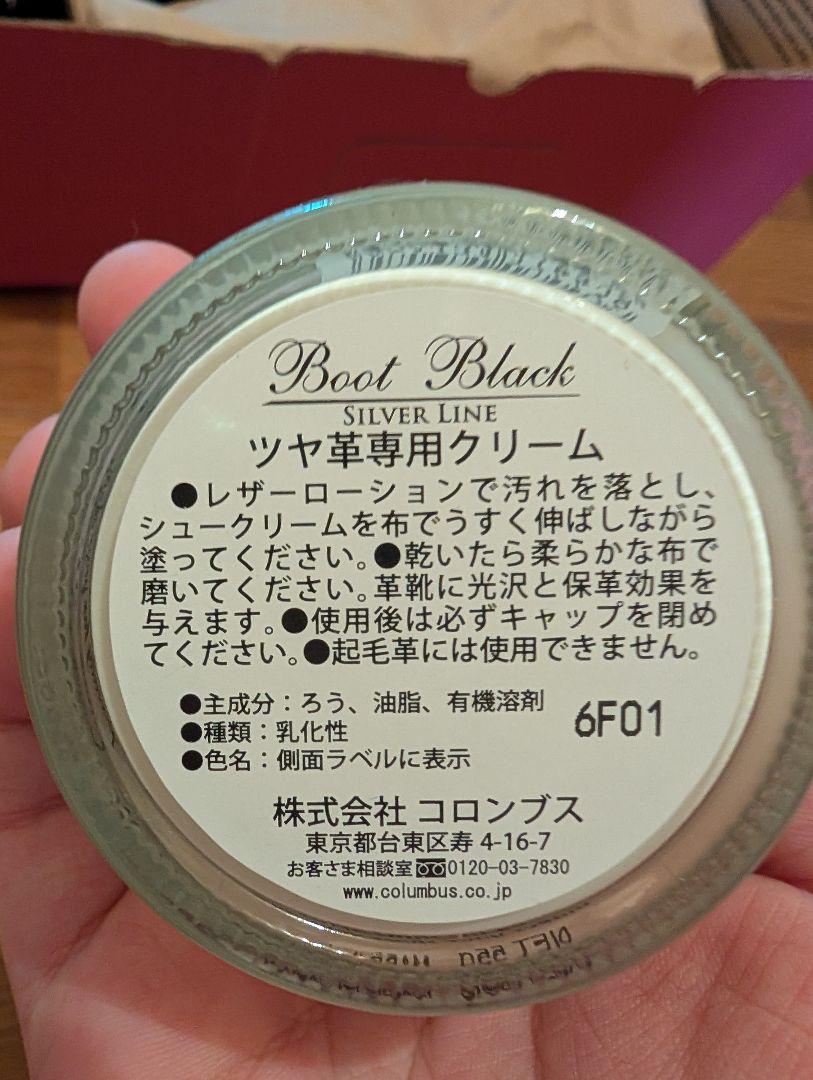 Boot Black
SILVER LINE
ツヤ革専用クリーム
●レザーローションで汚れを落とし、
シュークリームを布でうすく伸ばしながら
塗ってください。●乾いたら柔らかな布で
磨いてください。革靴に光沢と保革効果を
与えます。●使用後は必ずキャップを閉め
てください。●起毛革には使用できません。
●主成分：ろう、油脂、有機溶剤
●種類：乳化性
●色名：側面ラベルに表示
6F01
株式会社 コロンブス
東京都台東区寿 4-16-7
お客さま相談室 0120-03-7830
www.columbus.co.jp